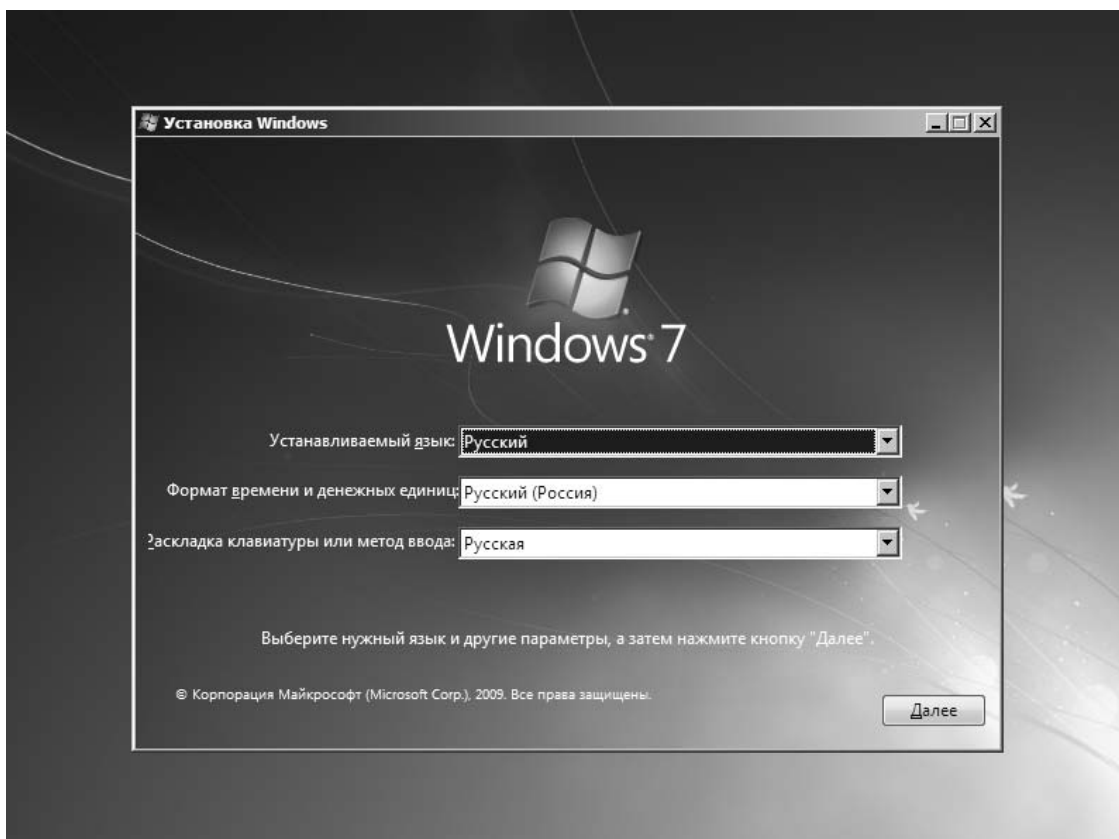 Установка Windows
Windows® 7
Устанавливаемый язык: Русский
Формат времени и денежных единиц: Русский (Россия)
Раскладка клавиатуры или метод ввода: Русская
Выберите нужный язык и другие параметры, а затем нажмите кнопку "Далее".
© Корпорация Майкрософт (Microsoft Corp.), 2009. Все права защищены.
Далее